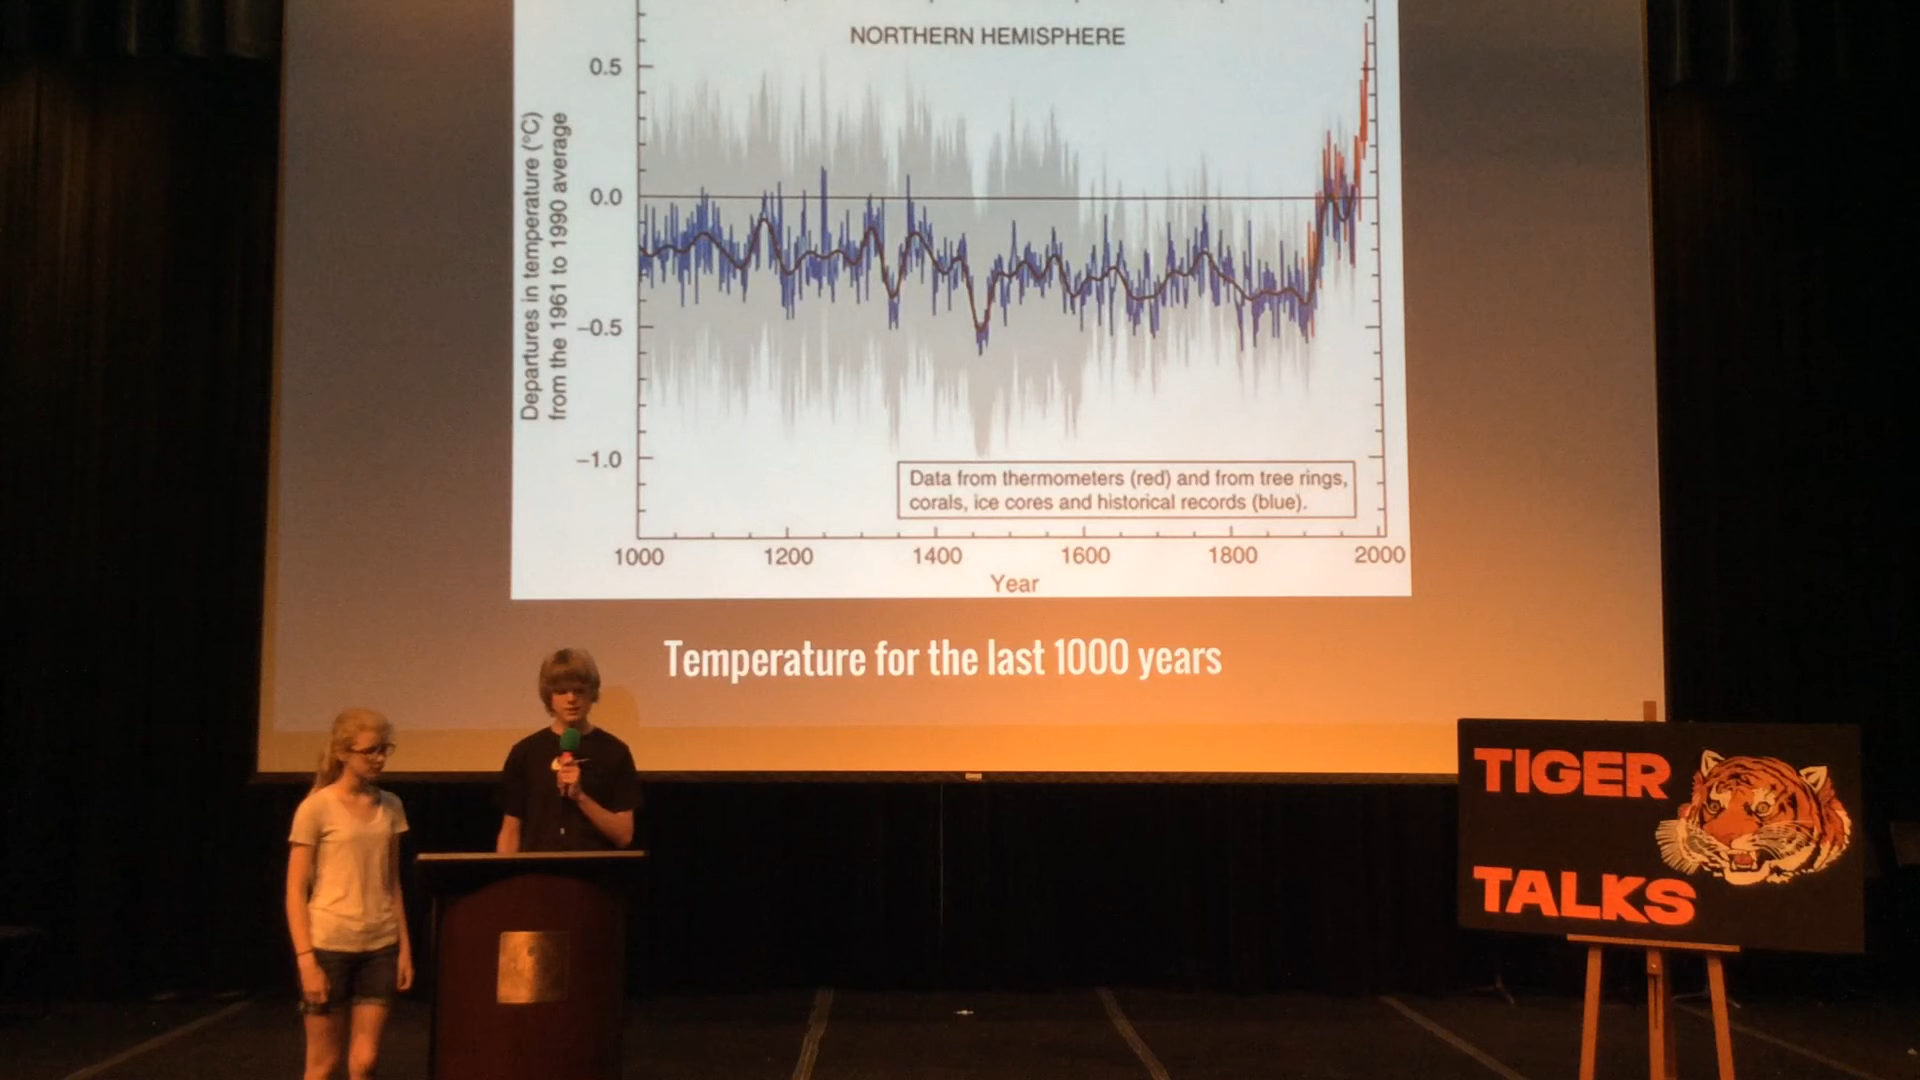 NORTHERN HEMISPHERE
0.5
0.0
−0.5
−1.0
Departures in temperature (°C)
from the 1961 to 1990 average
Data from thermometers (red) and from tree rings,
corals, ice cores and historical records (blue).
1000 1200 1400 1600 1800 2000
Year
Temperature for the last 1000 years
TIGER
TALKS